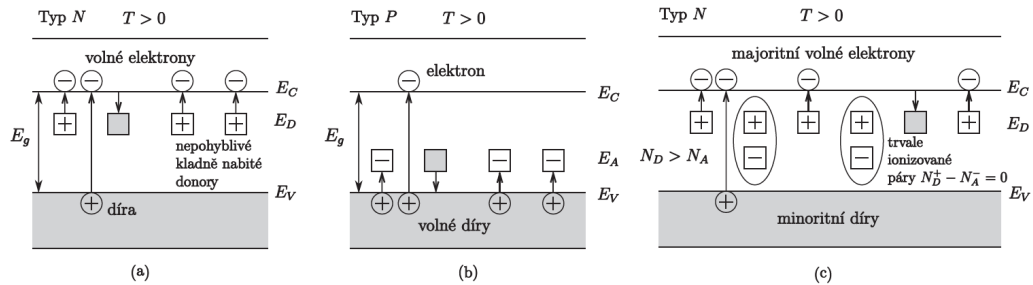 Typ N T > 0
volné elektrony
E_C
E_D
E_g
nepohyblivé
kladně nabité
donory
E_V
díra
(a)
Typ P T > 0
elektron
E_C
E_g
E_A
E_V
volné díry
(b)
Typ N T > 0
majoritní volné elektrony
E_C
E_D
N_D > N_A
trvale
ionizované
páry N_D^+ − N_A^- = 0
E_V
minoritní díry
(c)